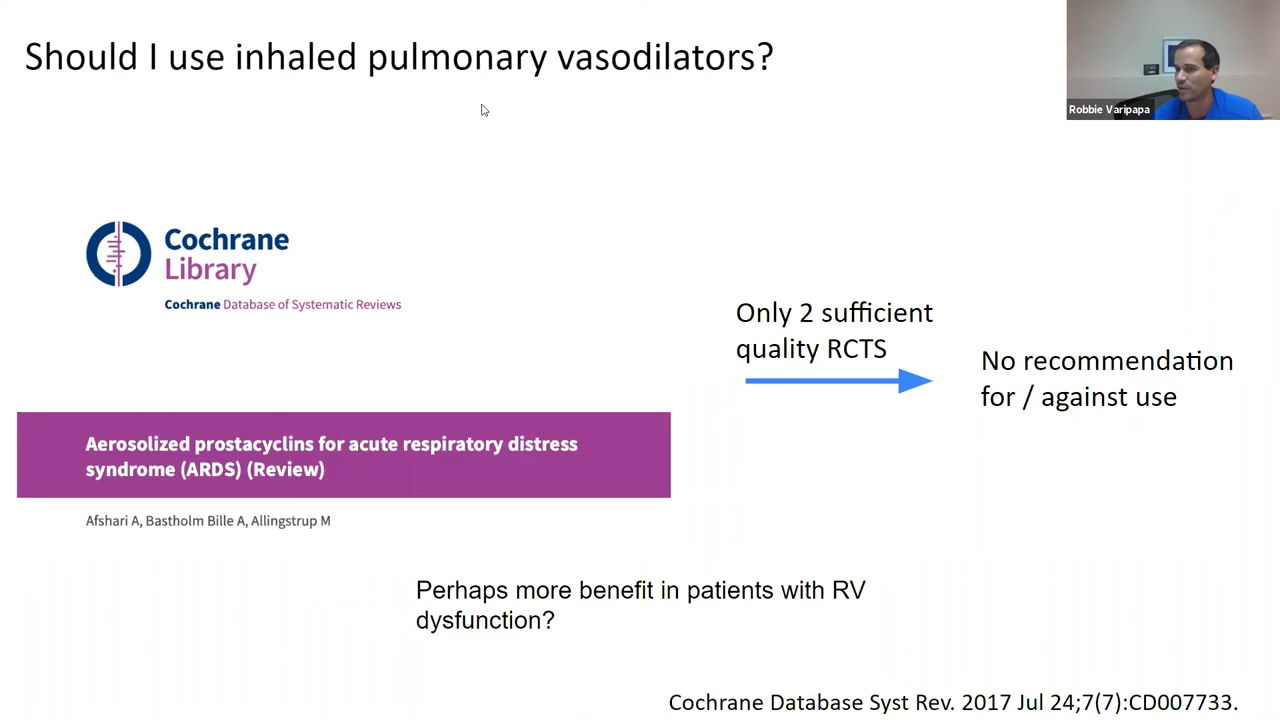 Should I use inhaled pulmonary vasodilators?
Robbie Varipapa
Cochrane
Library
Cochrane Database of Systematic Reviews
Only 2 sufficient
quality RCTS
No recommendation
for / against use
Aerosolized prostacyclins for acute respiratory distress
syndrome (ARDS) (Review)
Afshari A, Bastholm Bille A, Allingstrup M
Perhaps more benefit in patients with RV
dysfunction?
Cochrane Database Syst Rev. 2017 Jul 24;7(7):CD007733.